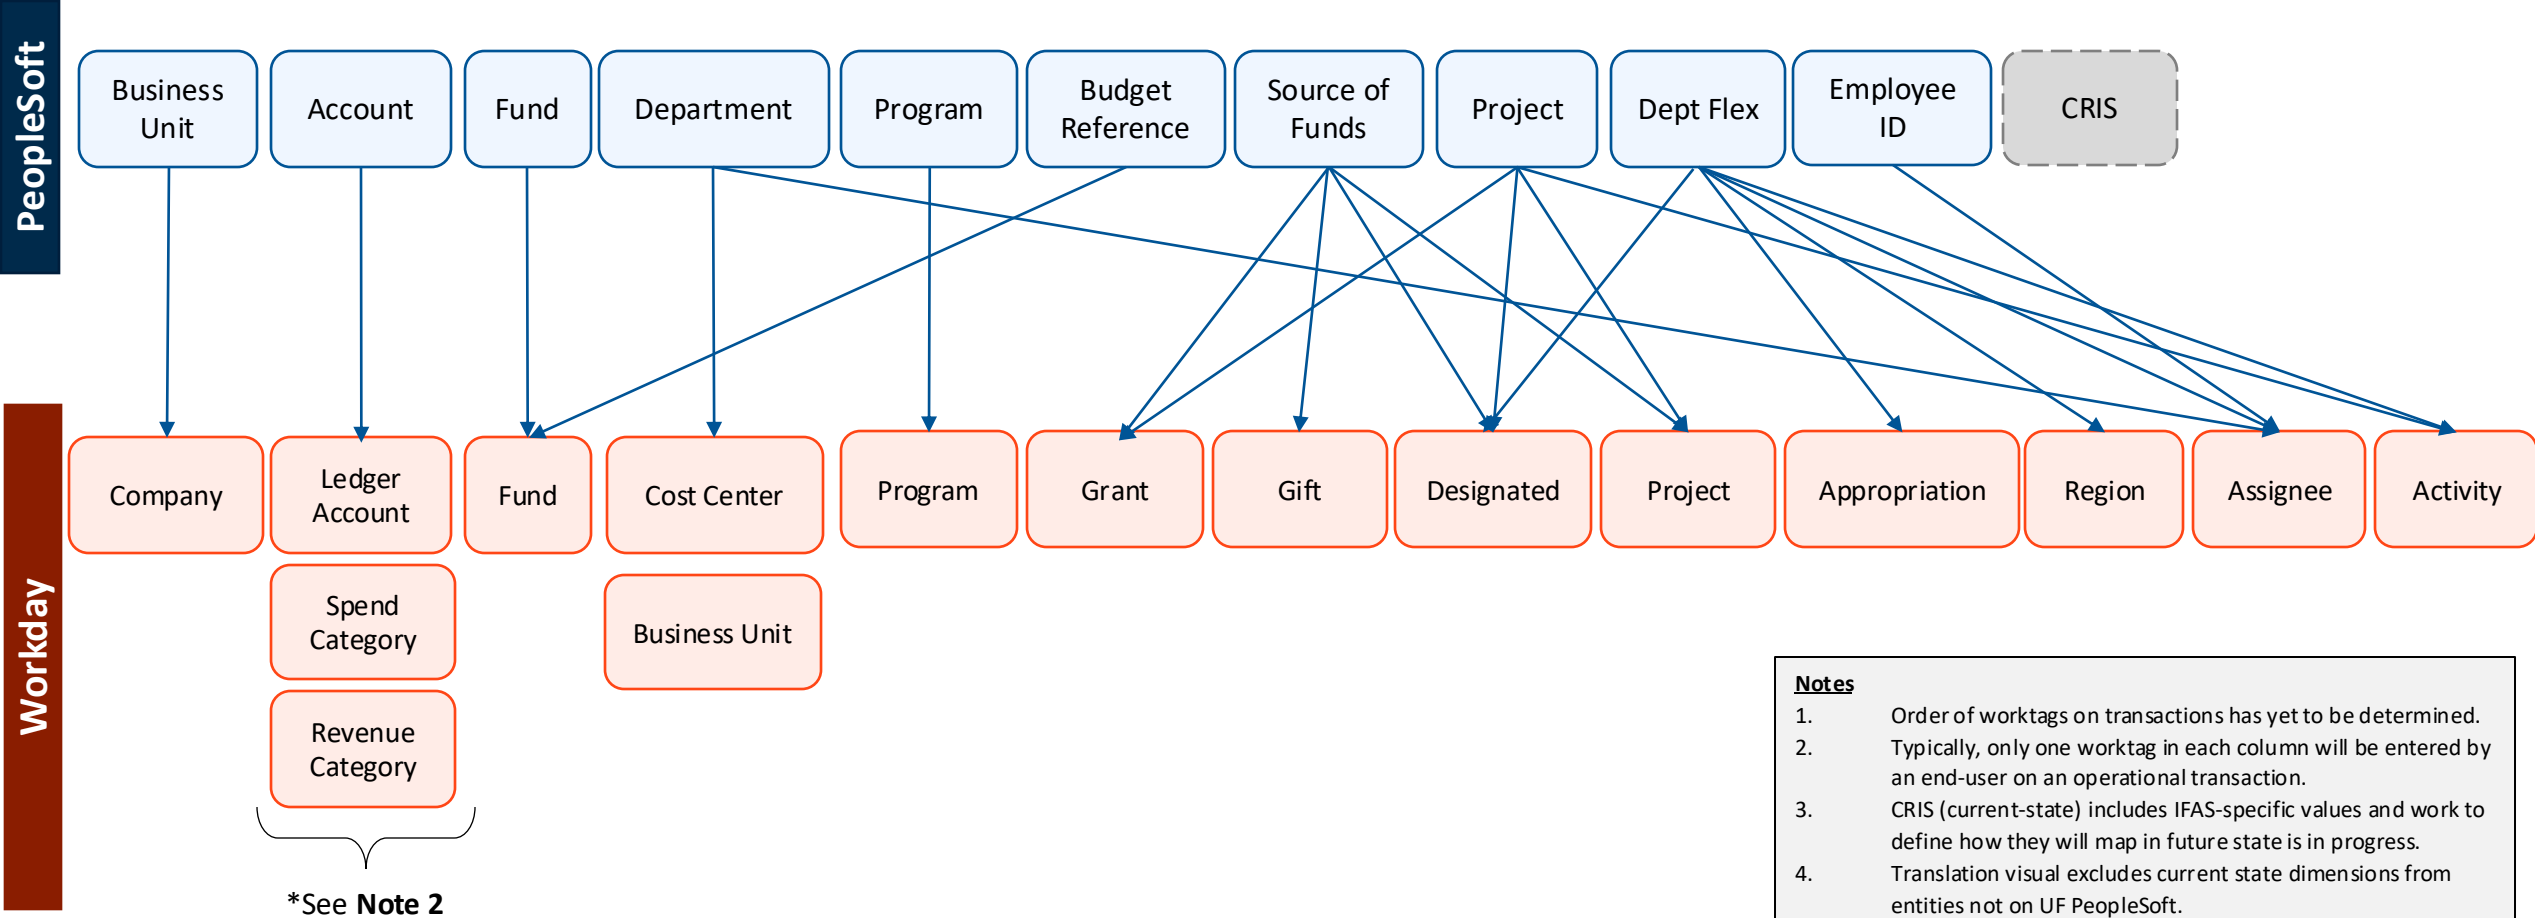 PeopleSoft
Business
Unit
Account
Fund
Department
Program
Budget
Reference
Source of
Funds
Project
Dept Flex
Employee
ID
CRIS
Workday
Company
Ledger
Account
Fund
Cost Center
Program
Grant
Gift
Designated
Project
Appropriation
Region
Assignee
Activity
Spend
Category
Business Unit
Revenue
Category
*See Note 2
Notes
1. Order of worktags on transactions has yet to be determined.
2. Typically, only one worktag in each column will be entered by
an end-user on an operational transaction.
3. CRIS (current-state) includes IFAS-specific values and work to
define how they will map in future state is in progress.
4. Translation visual excludes current state dimensions from
entities not on UF PeopleSoft.